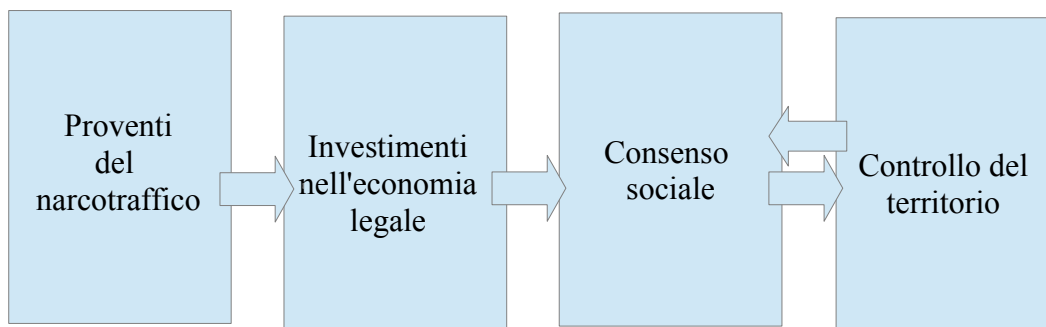 Proventi
del
narcotraffico
Investimenti
nell'economia
legale
Consenso
sociale
Controllo del
territorio